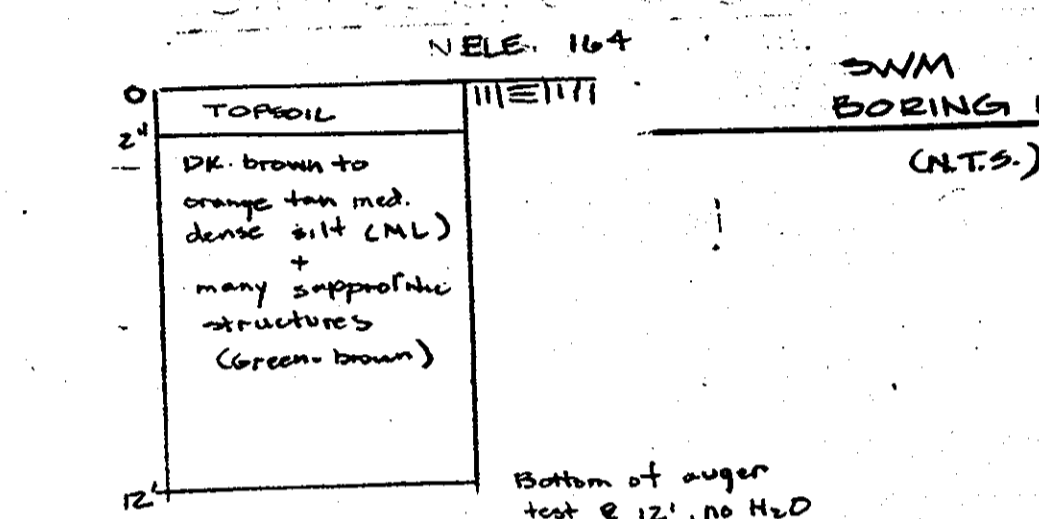 NELE. 164
SWM
BORING
(N.T.S.)
0
TOPSOIL
2"
DK. brown to
orange tan med.
dense silt (ML)
+
many
structures
(Green-brown)
12'
Bottom of auger
test @ 12', no H2O